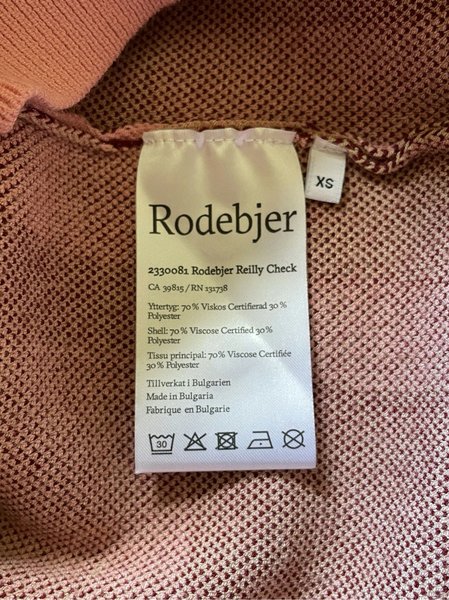 Rodebjer
XS
2330081 Rodebjer Reilly Check
CA 39815 / RN 131738
Yttertyg: 70% Viskos Certifierad 30%
Polyester
Shell: 70% Viscose Certified 30%
Polyester
Tissu principal: 70% Viscose Certifiée
30% Polyester
Tillverkat i Bulgarien
Made in Bulgaria
Fabrique en Bulgarie
30